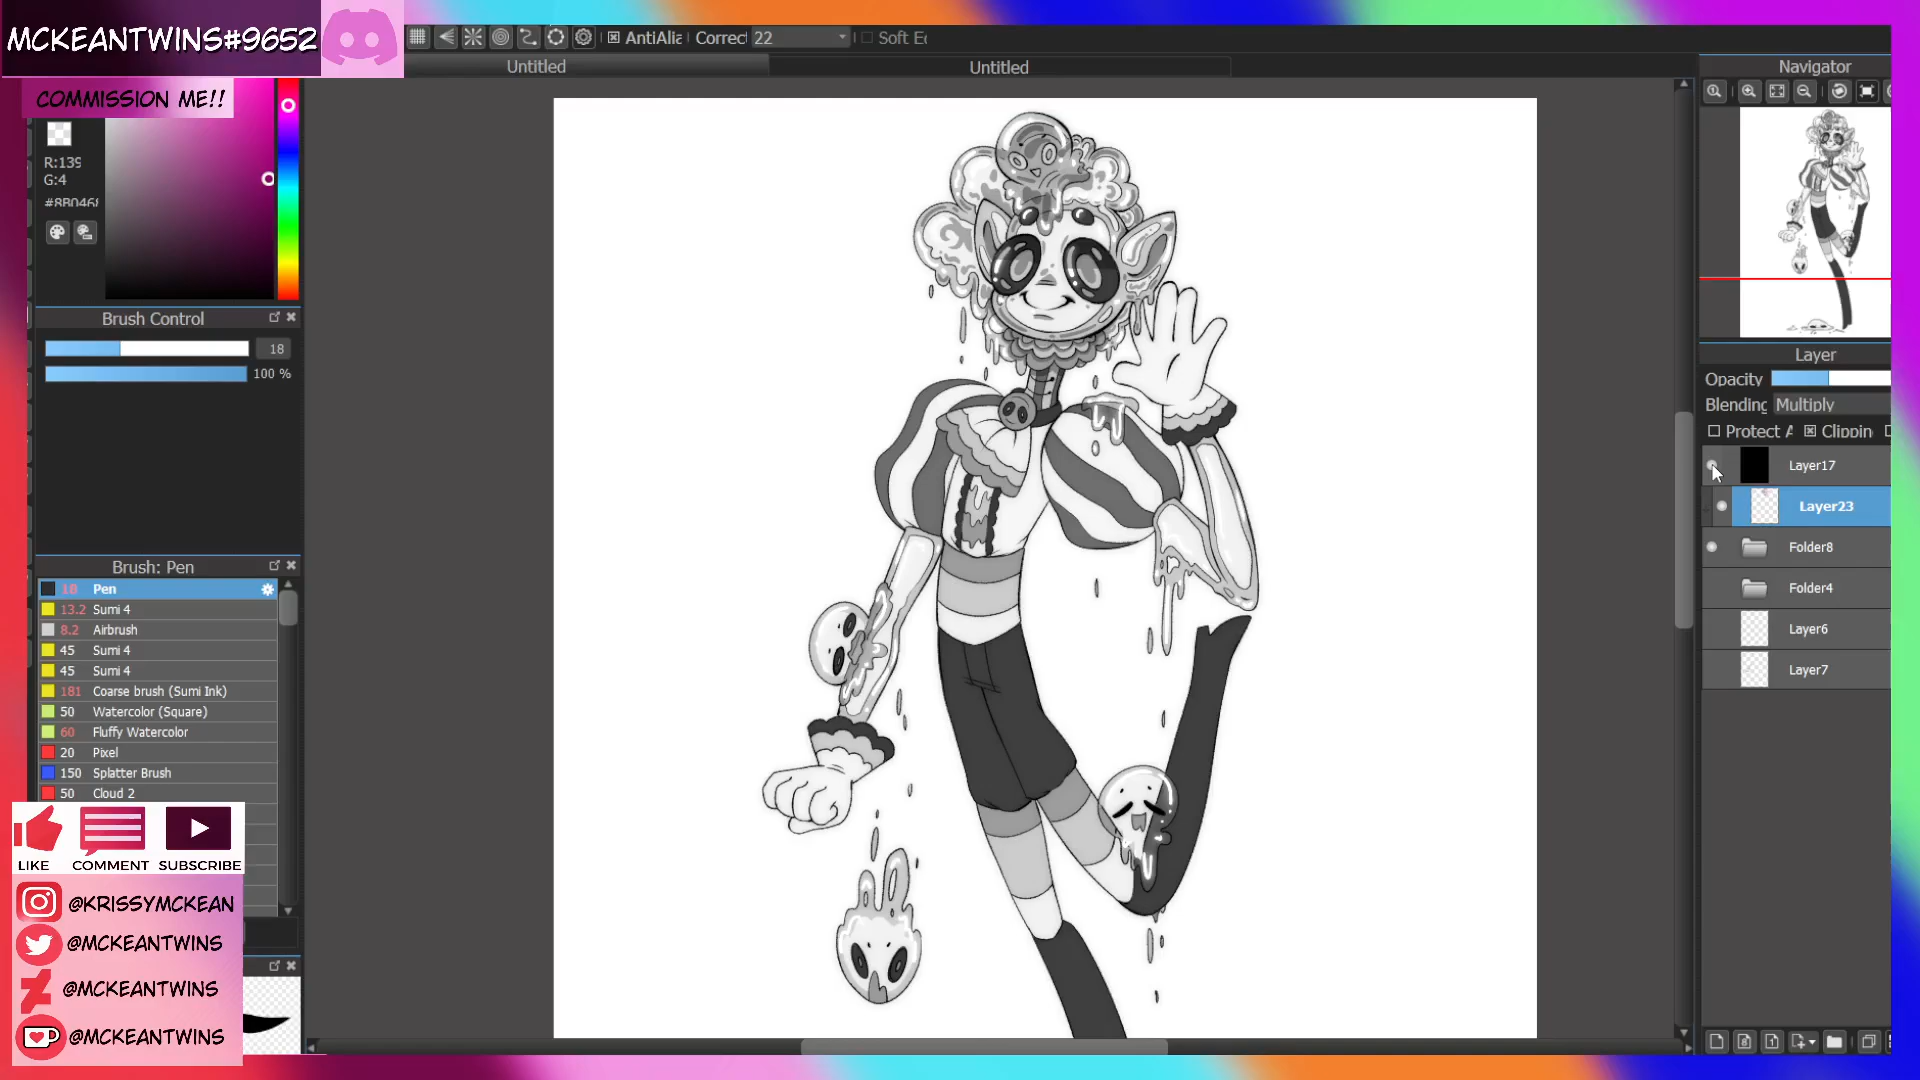 MCKEANTWINS#9652
COMMISSION ME!!
AntiAlia
Correct 22
Soft Ed
Untitled
Untitled
R:139
G:4
#8B046
Brush Control
18
100 %
Brush: Pen
18 Pen
13.2 Sumi 4
8.2 Airbrush
45 Sumi 4
45 Sumi 4
181 Coarse brush (Sumi Ink)
50 Watercolor (Square)
60 Fluffy Watercolor
20 Pixel
150 Splatter Brush
50 Cloud 2
LIKE COMMENT SUBSCRIBE
@KRISSYMCKEAN
@MCKEANTWINS
@MCKEANTWINS
@MCKEANTWINS
Navigator
Layer
Opacity
Blending Multiply
Protect A Clippin
Layer17
Layer23
Folder8
Folder4
Layer6
Layer7